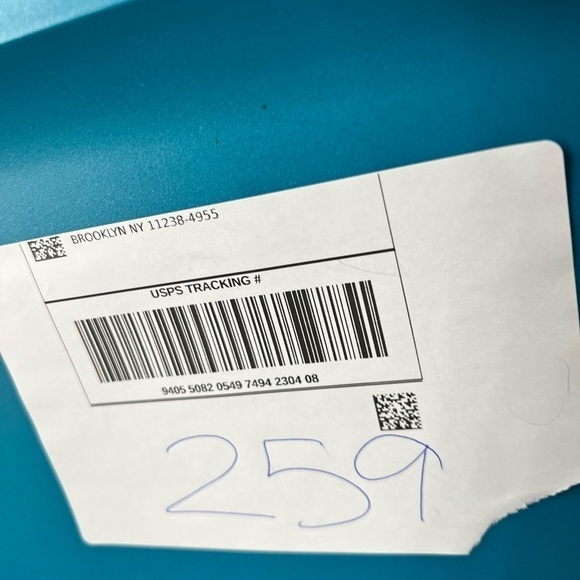 BROOKLYN NY 11238-4955
USPS TRACKING #
9405 5082 0549 7494 2304 08
259